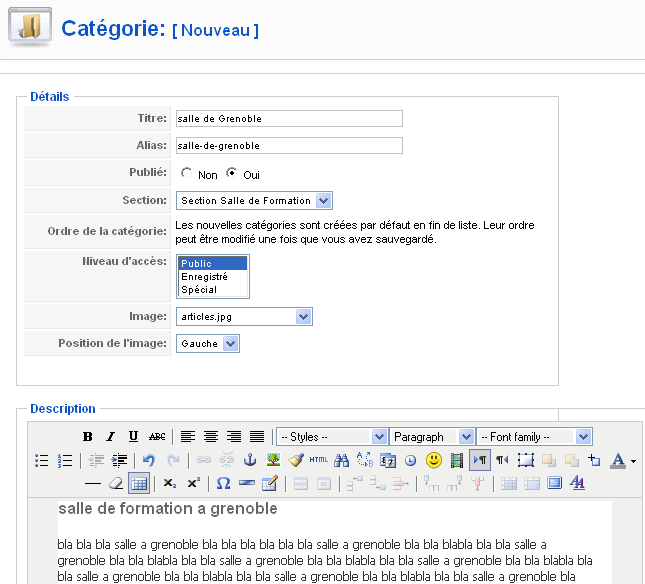 Catégorie: [ Nouveau ]
Détails
Titre: salle de Grenoble
Alias: salle-de-grenoble
Publié: Non Oui
Section: Section Salle de Formation
Ordre de la catégorie: Les nouvelles catégories sont créées par défaut en fin de liste. Leur ordre
peut être modifié une fois que vous avez sauvegardé.
Niveau d'accès: Public
Enregistré
Spécial
Image: articles.jpg
Position de l'image: Gauche
Description
B I U ABC -- Styles -- Paragraph -- Font family --
HTML A
x₂ x² Ω
salle de formation a grenoble
bla bla bla salle a grenoble bla bla bla bla bla bla salle a grenoble bla bla blabla bla bla salle a
grenoble bla bla blabla bla bla salle a grenoble bla bla blabla bla bla salle a grenoble bla bla blabla bla
bla salle a grenoble bla bla blabla bla bla salle a grenoble bla bla blabla bla bla salle a grenoble bla